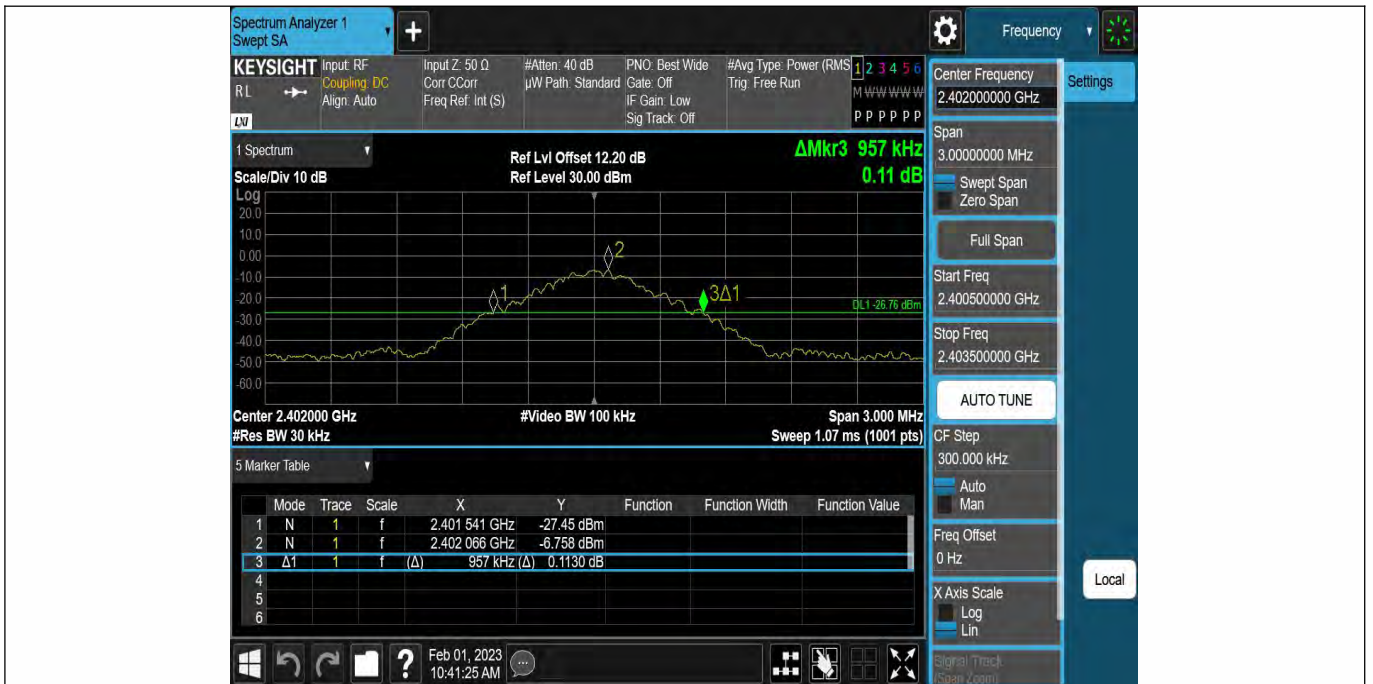 Spectrum Analyzer 1
Swept SA
+
Frequency
KEYSIGHT
RL
LXI
Input: RF
Coupling: DC
Align: Auto
Input Z: 50 Ω
Corr CCorr
Freq Ref: Int (S)
#Atten: 40 dB
µW Path: Standard
PNO: Best Wide
Gate: Off
IF Gain: Low
Sig Track: Off
#Avg Type: Power (RMS
Trig: Free Run
1 2 3 4 5 6
M W W W W W
P P P P P P
1 Spectrum
Scale/Div 10 dB
Ref Lvl Offset 12.20 dB
Ref Level 30.00 dBm
ΔMkr3 957 kHz
0.11 dB
Log
20.0
10.0
0.00
-10.0
-20.0
-30.0
-40.0
-50.0
-60.0
1
2
3Δ1
DL1 -26.76 dBm
Center 2.402000 GHz
#Video BW 100 kHz
Span 3.000 MHz
#Res BW 30 kHz
Sweep 1.07 ms (1001 pts)
5 Marker Table
Mode Trace Scale X Y Function Function Width Function Value
1 N 1 f 2.401 541 GHz -27.45 dBm
2 N 1 f 2.402 066 GHz -6.758 dBm
3 Δ1 1 f (Δ) 957 kHz (Δ) 0.1130 dB
4
5
6
Feb 01, 2023
10:41:25 AM
?
Center Frequency
2.402000000 GHz
Settings
Span
3.00000000 MHz
Swept Span
Zero Span
Full Span
Start Freq
2.400500000 GHz
Stop Freq
2.403500000 GHz
AUTO TUNE
CF Step
300.000 kHz
Auto
Man
Freq Offset
0 Hz
X Axis Scale
Log
Lin
Signal Track
(Span Zoom)
Local